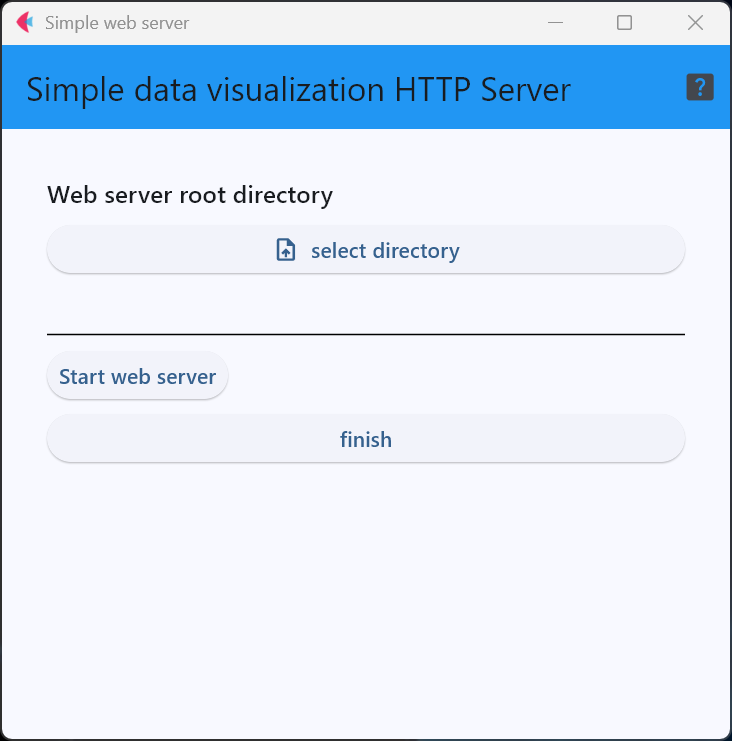 Simple web server
Simple data visualization HTTP Server
?
Web server root directory
select directory
Start web server
finish